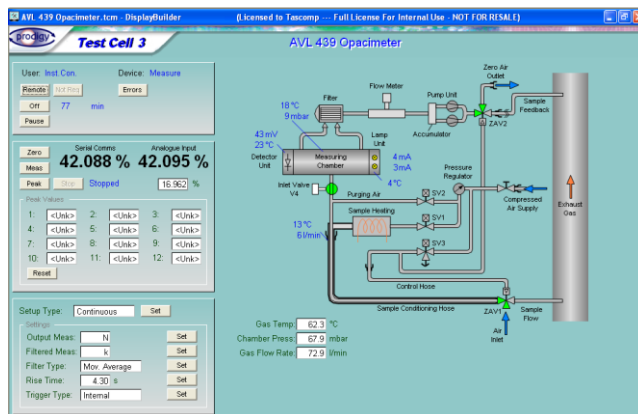 AVL 439 Opacimeter.tcm - DisplayBuilder (Licensed to Tascomp --- Full License For Internal Use - NOT FOR RESALE)
prodigy Test Cell 3
AVL 439 Opacimeter
User: Inst.Con. Device: Measure
Remote Not Req Errors
Off 77 min
Pause
Serial Comms Analogue Input
Zero 42.088 % 42.095 %
Meas
Peak Stop Stopped 16.962 %
Peak Values
1: <Unk> 2: <Unk> 3: <Unk>
4: <Unk> 5: <Unk> 6: <Unk>
7: <Unk> 8: <Unk> 9: <Unk>
10: <Unk> 11: <Unk> 12: <Unk>
Reset
Setup Type: Continuous Set
Settings
Output Meas: N Set
Filtered Meas: k Set
Filter Type: Mov. Average Set
Rise Time: 4.30 s Set
Trigger Type: Internal Set
Zero Air
Outlet
Flow Meter
Pump Unit
Sample
Feedback
Filter
18 °C
9 mbar
Accumulator
ZAV2
Lamp
Unit
43 mV
23 °C
Detector
Unit
Measuring
Chamber
4 mA
3 mA
4 °C
Pressure
Regulator
Inlet Valve
V4
Purging Air
SV2
Compressed
Air Supply
Exhaust
Gas
Sample Heating
SV1
13 °C
6 l/min
SV3
Control Hose
Sample Conditioning Hose
ZAV1
Sample
Flow
Air
Inlet
Gas Temp: 62.3 °C
Chamber Press: 67.9 mbar
Gas Flow Rate: 72.9 l/min